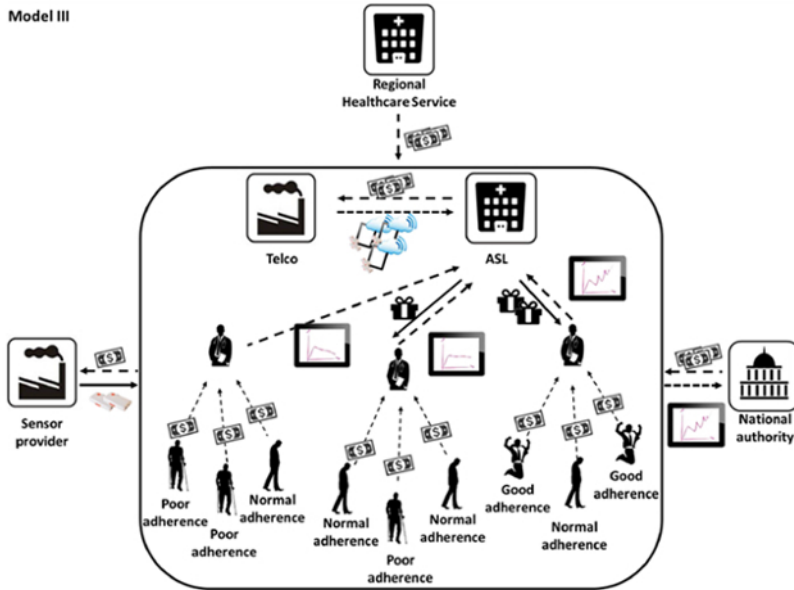 Model III
Regional
Healthcare Service
Telco
ASL
Sensor
provider
National
authority
Poor
adherence
Poor
adherence
Normal
adherence
Normal
adherence
Poor
adherence
Normal
adherence
Good
adherence
Normal
adherence
Good
adherence